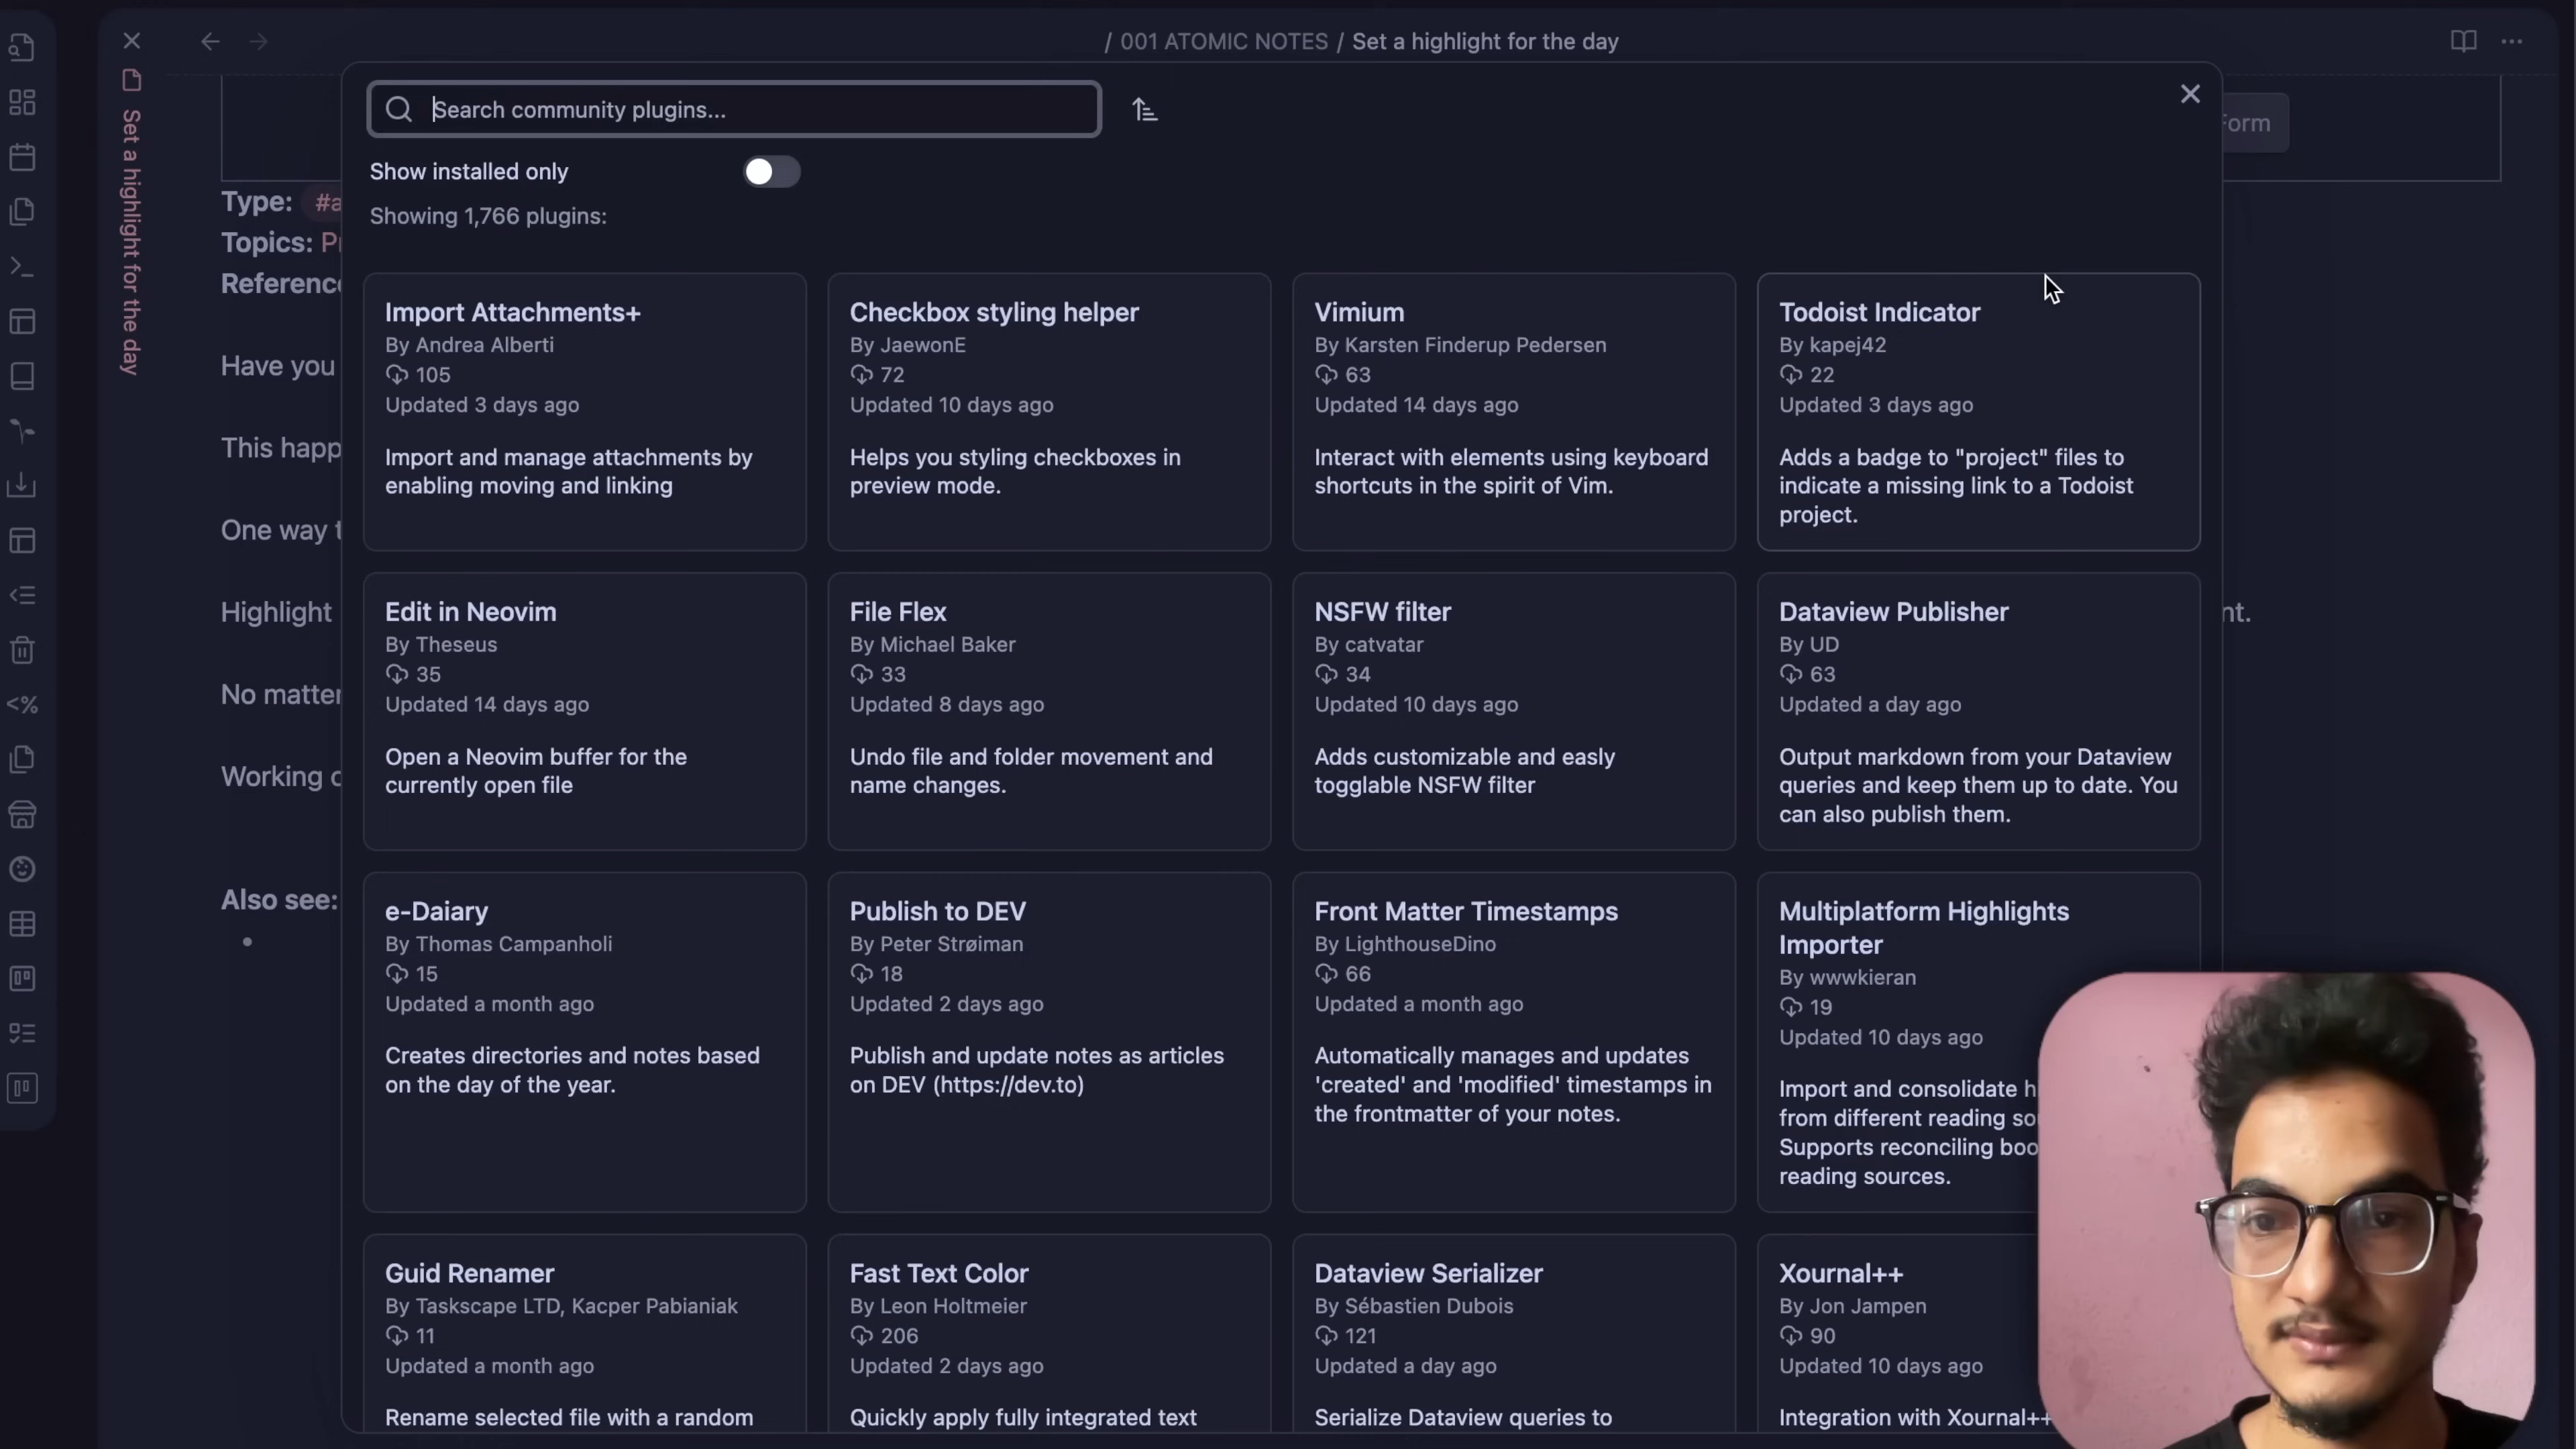 / 001 ATOMIC NOTES / Set a highlight for the day
Set a highlight for the day
Search community plugins...
Form
Show installed only
Showing 1,766 plugins:
Type: #a
Topics: Pr
Reference
Have you
This happ
One way t
Highlight
nt.
No matter
Working o
Also see:
Import Attachments+
By Andrea Alberti
105
Updated 3 days ago
Import and manage attachments by
enabling moving and linking
Checkbox styling helper
By JaewonE
72
Updated 10 days ago
Helps you styling checkboxes in
preview mode.
Vimium
By Karsten Finderup Pedersen
63
Updated 14 days ago
Interact with elements using keyboard
shortcuts in the spirit of Vim.
Todoist Indicator
By kapej42
22
Updated 3 days ago
Adds a badge to "project" files to
indicate a missing link to a Todoist
project.
Edit in Neovim
By Theseus
35
Updated 14 days ago
Open a Neovim buffer for the
currently open file
File Flex
By Michael Baker
33
Updated 8 days ago
Undo file and folder movement and
name changes.
NSFW filter
By catvatar
34
Updated 10 days ago
Adds customizable and easly
togglable NSFW filter
Dataview Publisher
By UD
63
Updated a day ago
Output markdown from your Dataview
queries and keep them up to date. You
can also publish them.
e-Daiary
By Thomas Campanholi
15
Updated a month ago
Creates directories and notes based
on the day of the year.
Publish to DEV
By Peter Strøiman
18
Updated 2 days ago
Publish and update notes as articles
on DEV (https://dev.to)
Front Matter Timestamps
By LighthouseDino
66
Updated a month ago
Automatically manages and updates
'created' and 'modified' timestamps in
the frontmatter of your notes.
Multiplatform Highlights
Importer
By wwwkieran
19
Updated 10 days ago
Import and consolidate hi
from different reading so
Supports reconciling boo
reading sources.
Guid Renamer
By Taskscape LTD, Kacper Pabianiak
11
Updated a month ago
Rename selected file with a random
Fast Text Color
By Leon Holtmeier
206
Updated 2 days ago
Quickly apply fully integrated text
Dataview Serializer
By Sébastien Dubois
121
Updated a day ago
Serialize Dataview queries to
Xournal++
By Jon Jampen
90
Updated 10 days ago
Integration with Xournal++